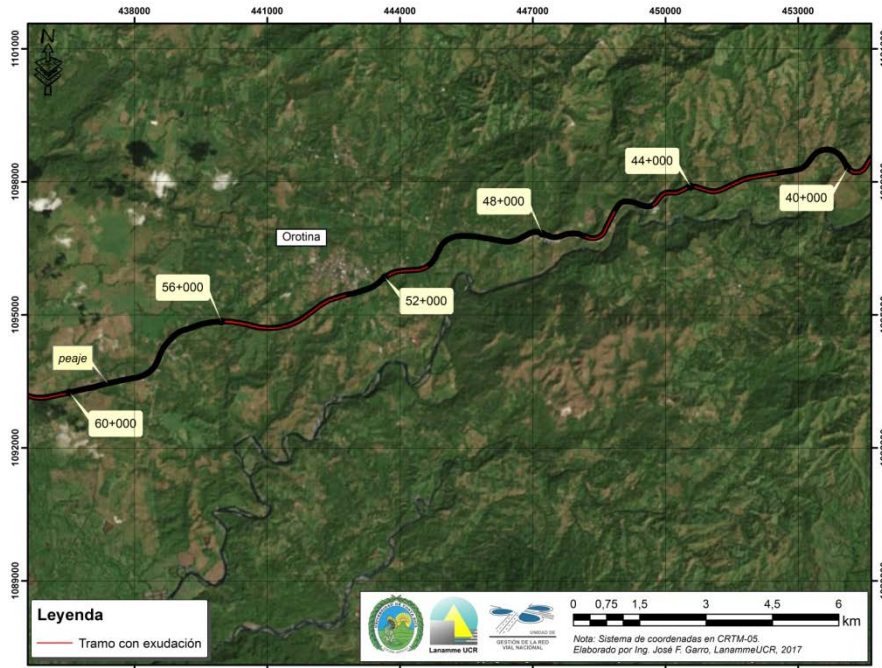 438000 441000 444000 447000 450000 453000
1101000
N
1098000
1095000
1092000
1089000
44+000
40+000
48+000
Orotina
56+000
52+000
peaje
60+000
Leyenda
Tramo con exudación
Lanamme UCR
UNIDAD DE
GESTIÓN DE LA RED
VIAL NACIONAL
0 0,75 1,5 3 4,5 6
km
Nota: Sistema de coordenadas en CRTM-05.
Elaborado por Ing. José F. Garro, LanammeUCR, 2017